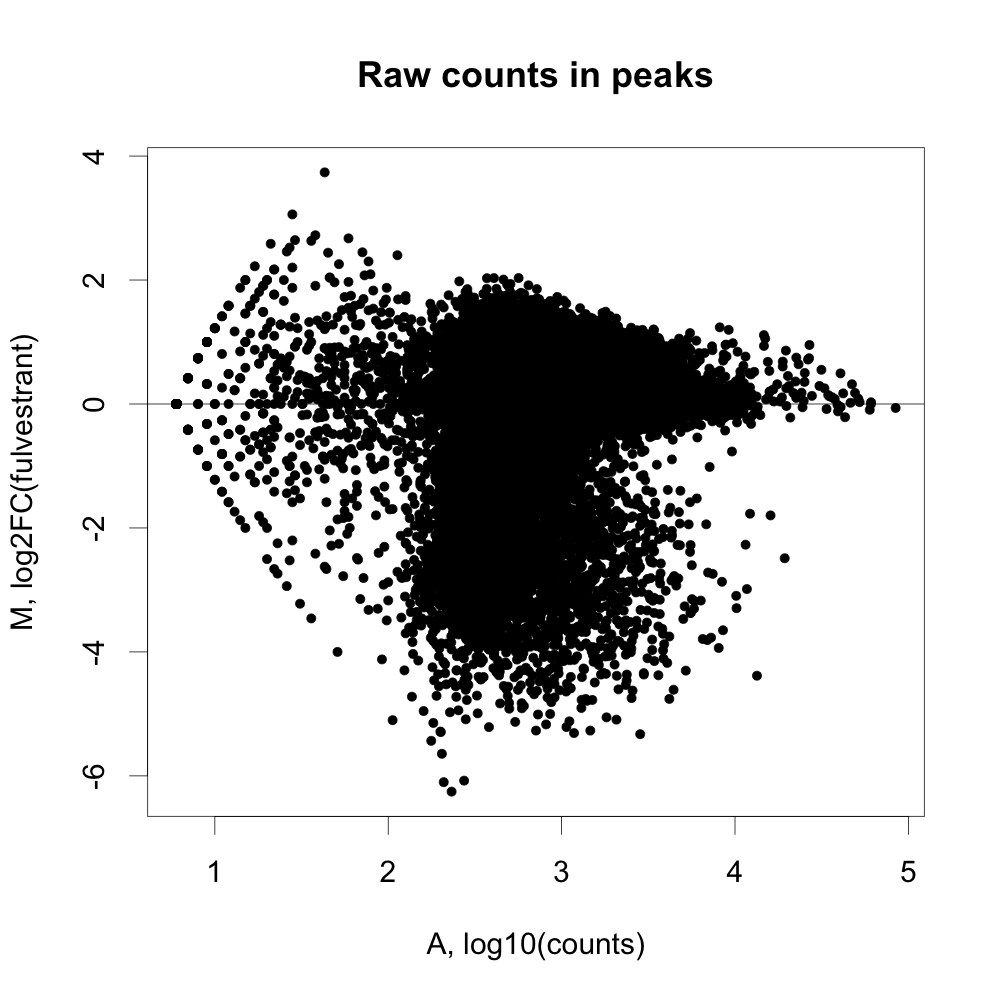 Raw counts in peaks
4
2
0
-2
-4
-6
M, log2FC(fulvestrant)
1 2 3 4 5
A, log10(counts)